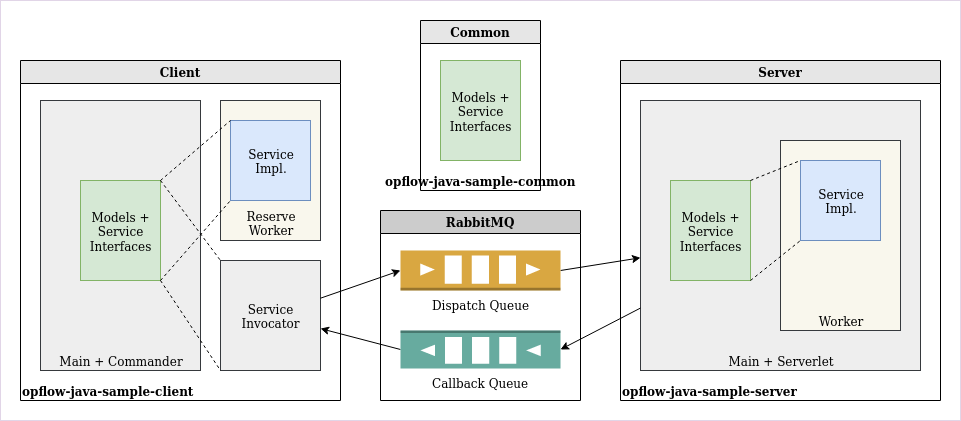 Common
Models +
Service
Interfaces
opflow-java-sample-common
Client
Models +
Service
Interfaces
Main + Commander
Service
Impl.
Reserve
Worker
Service
Invocator
opflow-java-sample-client
RabbitMQ
Dispatch Queue
Callback Queue
Server
Models +
Service
Interfaces
Service
Impl.
Worker
Main + Serverlet
opflow-java-sample-server